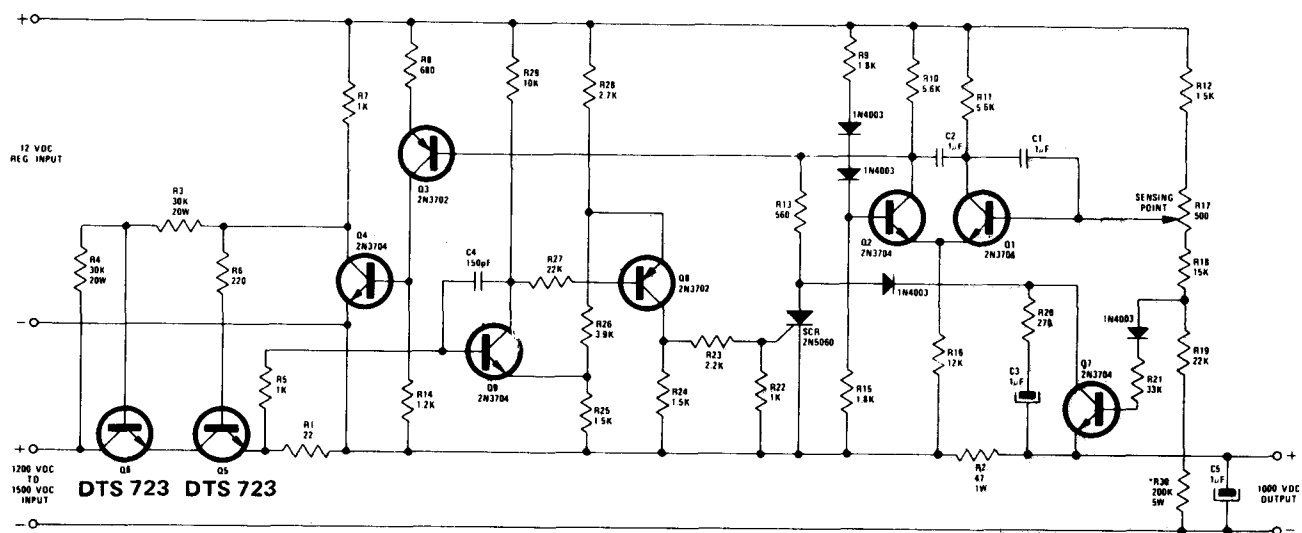 +
R7
1K
R8
680
R29
10K
R28
2.7K
R9
1.8K
R10
5.6K
R11
5.6K
R12
1.5K
1N4003
C2
1µF
C1
1µF
12 VDC
REG INPUT
Q3
2N3702
1N4003
R3
30K
20W
R13
560
SENSING
POINT
R17
500
Q4
2N3704
Q2
2N3704
Q1
2N3706
R4
30K
20W
R6
220
C4
150pF
R27
22K
Q8
2N3702
R18
15K
1N4003
R20
270
1N4003
–
R26
3.9K
SCR
2N5060
R19
22K
R23
2.2K
R16
12K
C3
1µF
Q7
2N3704
R5
1K
R14
1.2K
Q9
2N3704
R25
1.5K
R24
1.5K
R22
1K
R15
1.8K
R21
33K
R1
22
+
Q6
Q5
R2
47
1W
+
1200 VDC
TO
1500 VDC
INPUT
DTS 723
DTS 723
*R30
200K
5W
C5
1µF
1000 VDC
OUTPUT
–
–